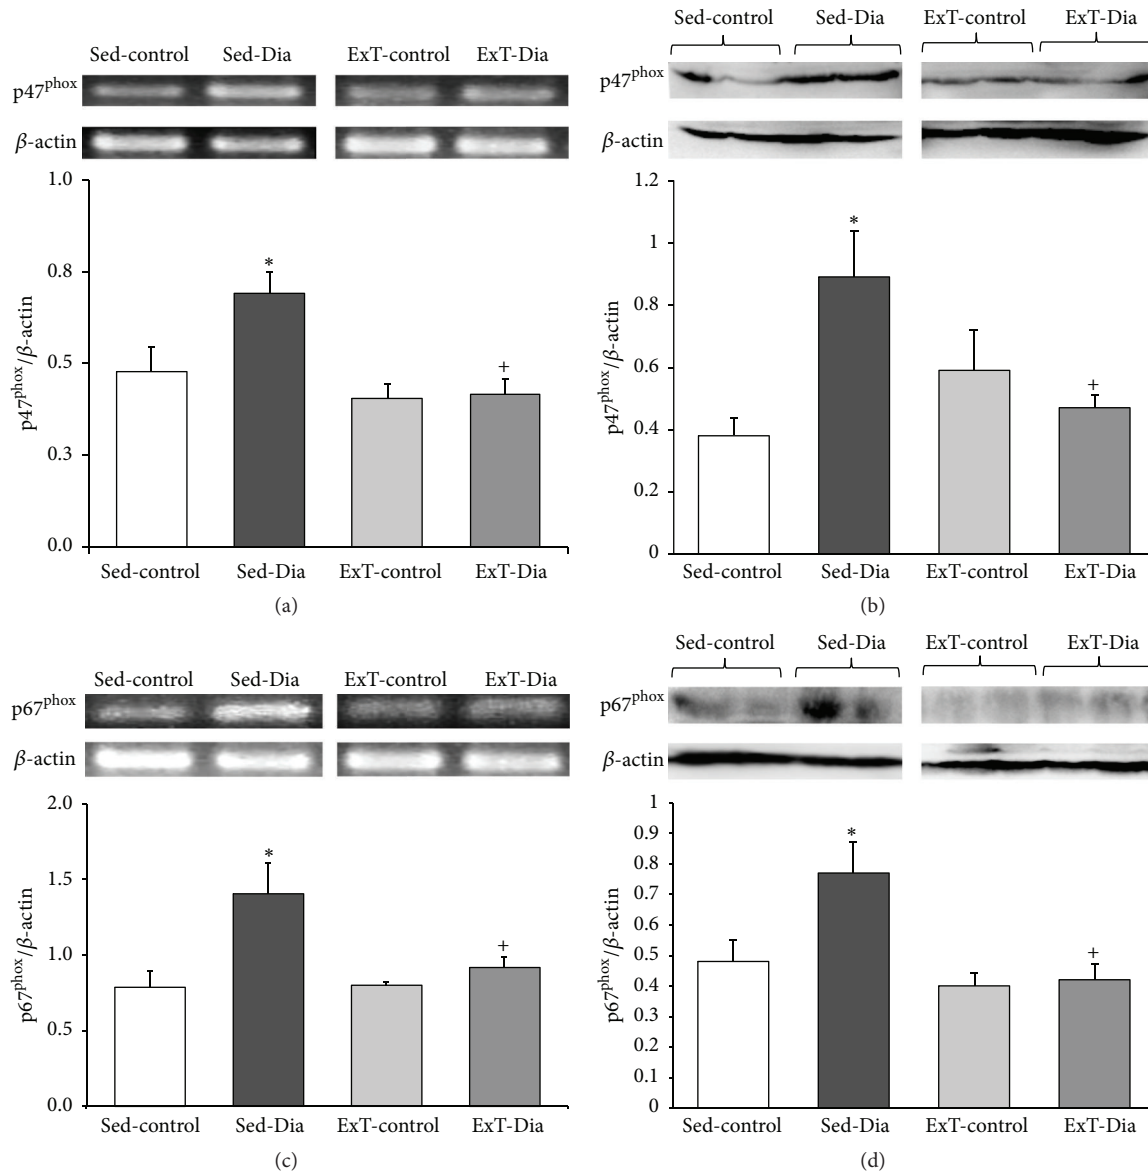 Sed-control Sed-Dia ExT-control ExT-Dia
p47phox
β-actin
1.0
0.8
0.5
0.3
0.0
p47phox/β-actin
*
+
Sed-control Sed-Dia ExT-control ExT-Dia
(a)
Sed-control Sed-Dia ExT-control ExT-Dia
p47phox
β-actin
1.2
1
0.8
0.6
0.4
0.2
0
p47phox/β-actin
*
+
Sed-control Sed-Dia ExT-control ExT-Dia
(b)
Sed-control Sed-Dia ExT-control ExT-Dia
p67phox
β-actin
2.0
1.5
1.0
0.5
0.0
p67phox/β-actin
*
+
Sed-control Sed-Dia ExT-control ExT-Dia
(c)
Sed-control Sed-Dia ExT-control ExT-Dia
p67phox
β-actin
1
0.9
0.8
0.7
0.6
0.5
0.4
0.3
0.2
0.1
0
p67phox/β-actin
*
+
Sed-control Sed-Dia ExT-control ExT-Dia
(d)